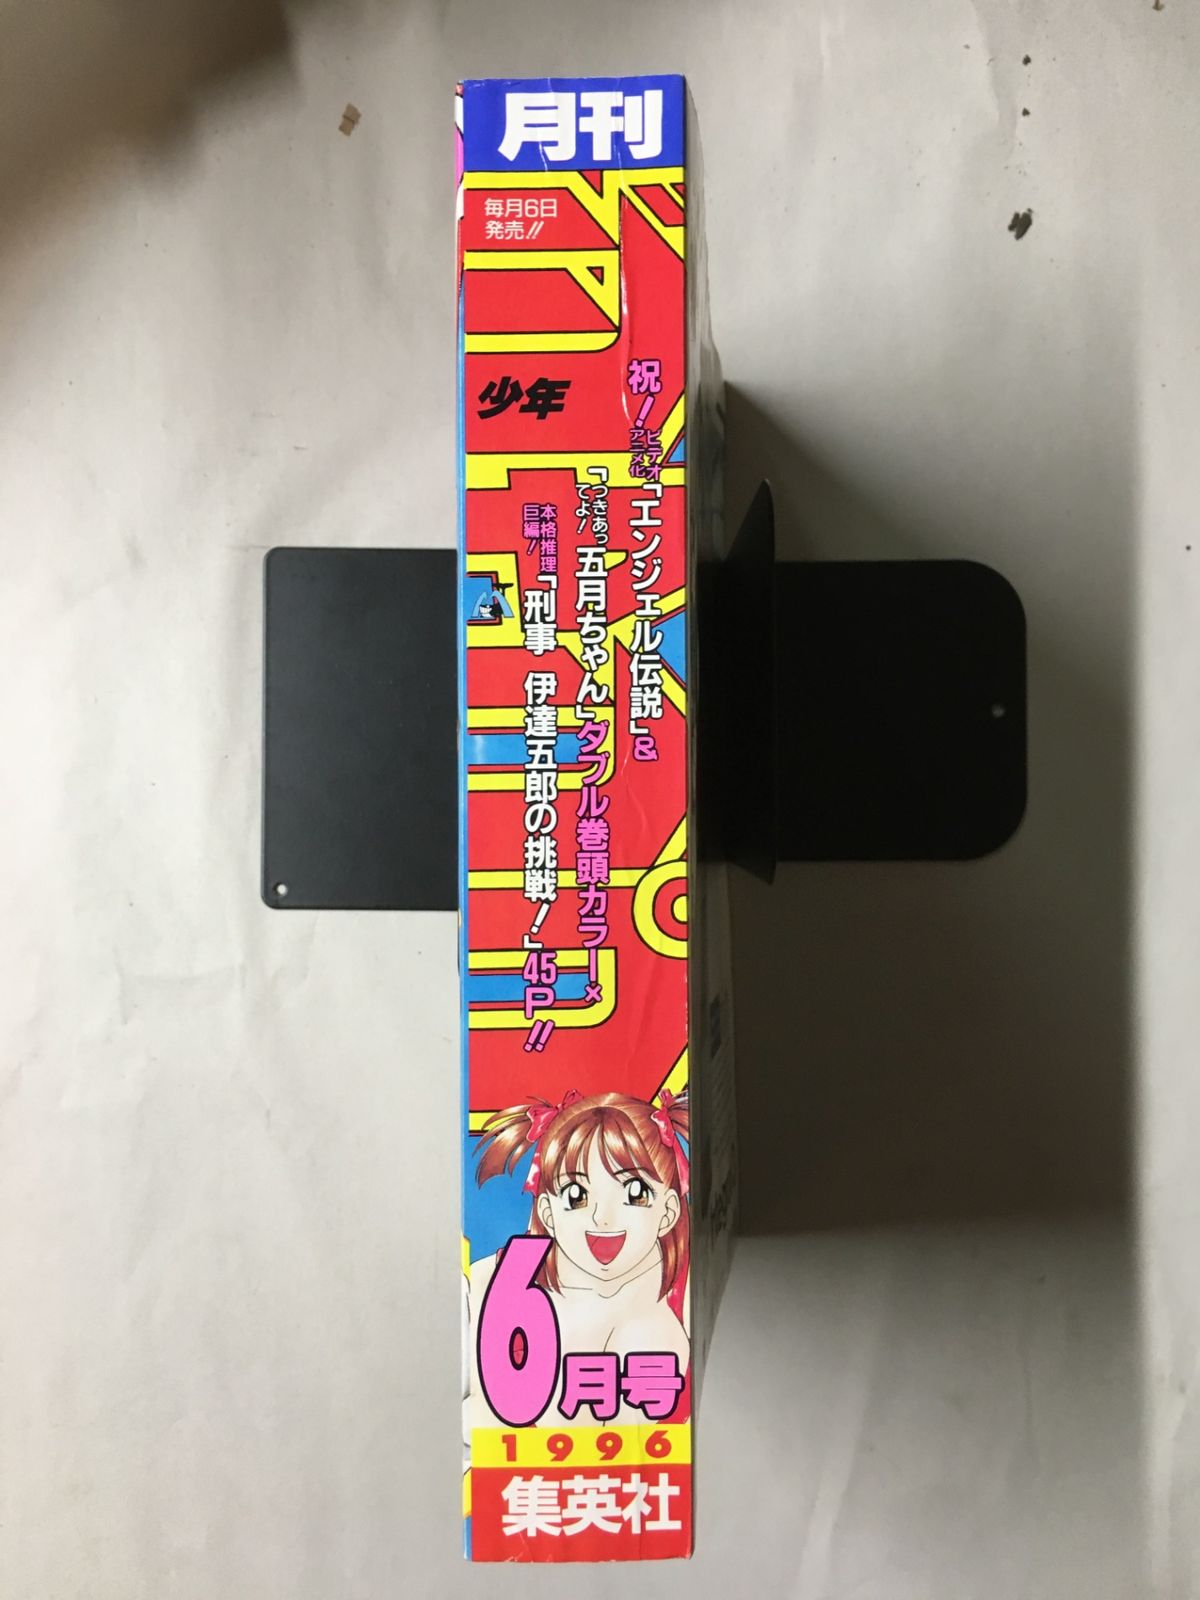 月刊
毎月6日
発売!!
少年
祝!ビデオアニメ化「エンジェル伝説」&
「つきあってよ!五月ちゃん」ダブル巻頭カラー×
本格推理巨編!「刑事 伊達五郎の挑戦!」45P!!
6月号
1996
集英社